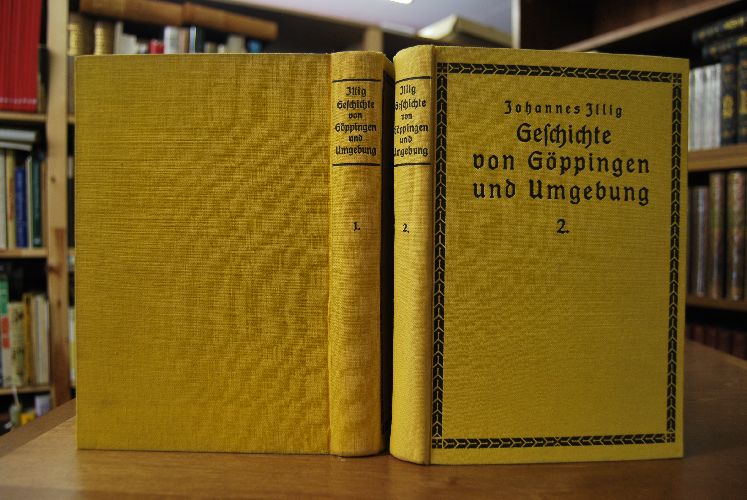 Illig
Geſchichte
von
Göppingen
und
Umgebung
1.
Illig
Geſchichte
von
Göppingen
und
Umgebung
2.
Johannes Illig
Geſchichte
von Göppingen
und Umgebung
2.